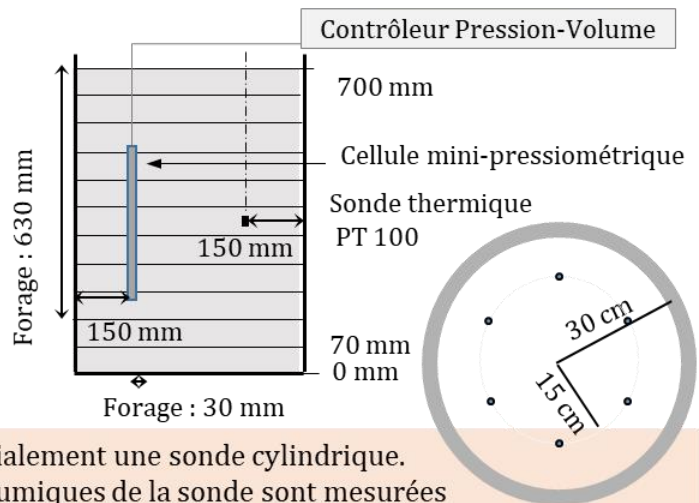 Contrôleur Pression-Volume
700 mm
Cellule mini-pressiométrique
Sonde thermique
PT 100
Forage : 630 mm
150 mm
150 mm
70 mm
0 mm
Forage : 30 mm
30 cm
15 cm
ialement une sonde cylindrique.
umiques de la sonde sont mesurées